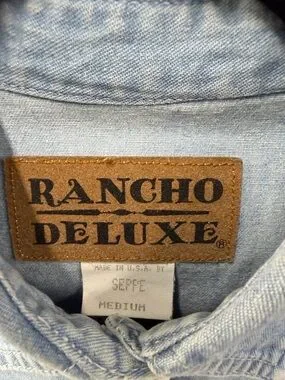 RANCHO
DELUXE®
MADE IN U.S.A. BY
SEPPE
MEDIUM